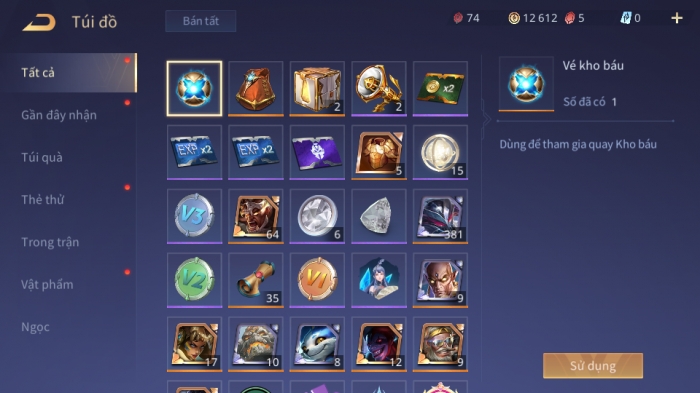 Túi đồ
Bán tất
74
12 612
5
0
+
Tất cả
Gần đây nhận
Túi quà
Thẻ thử
Trong trận
Vật phẩm
Ngọc
2
2
x2
EXP x2
EXP x2
5
15
V3
64
6
381
V2
35
V1
9
17
10
8
12
9
Vé kho báu
Số đã có 1
Dùng để tham gia quay Kho báu
Sử dụng